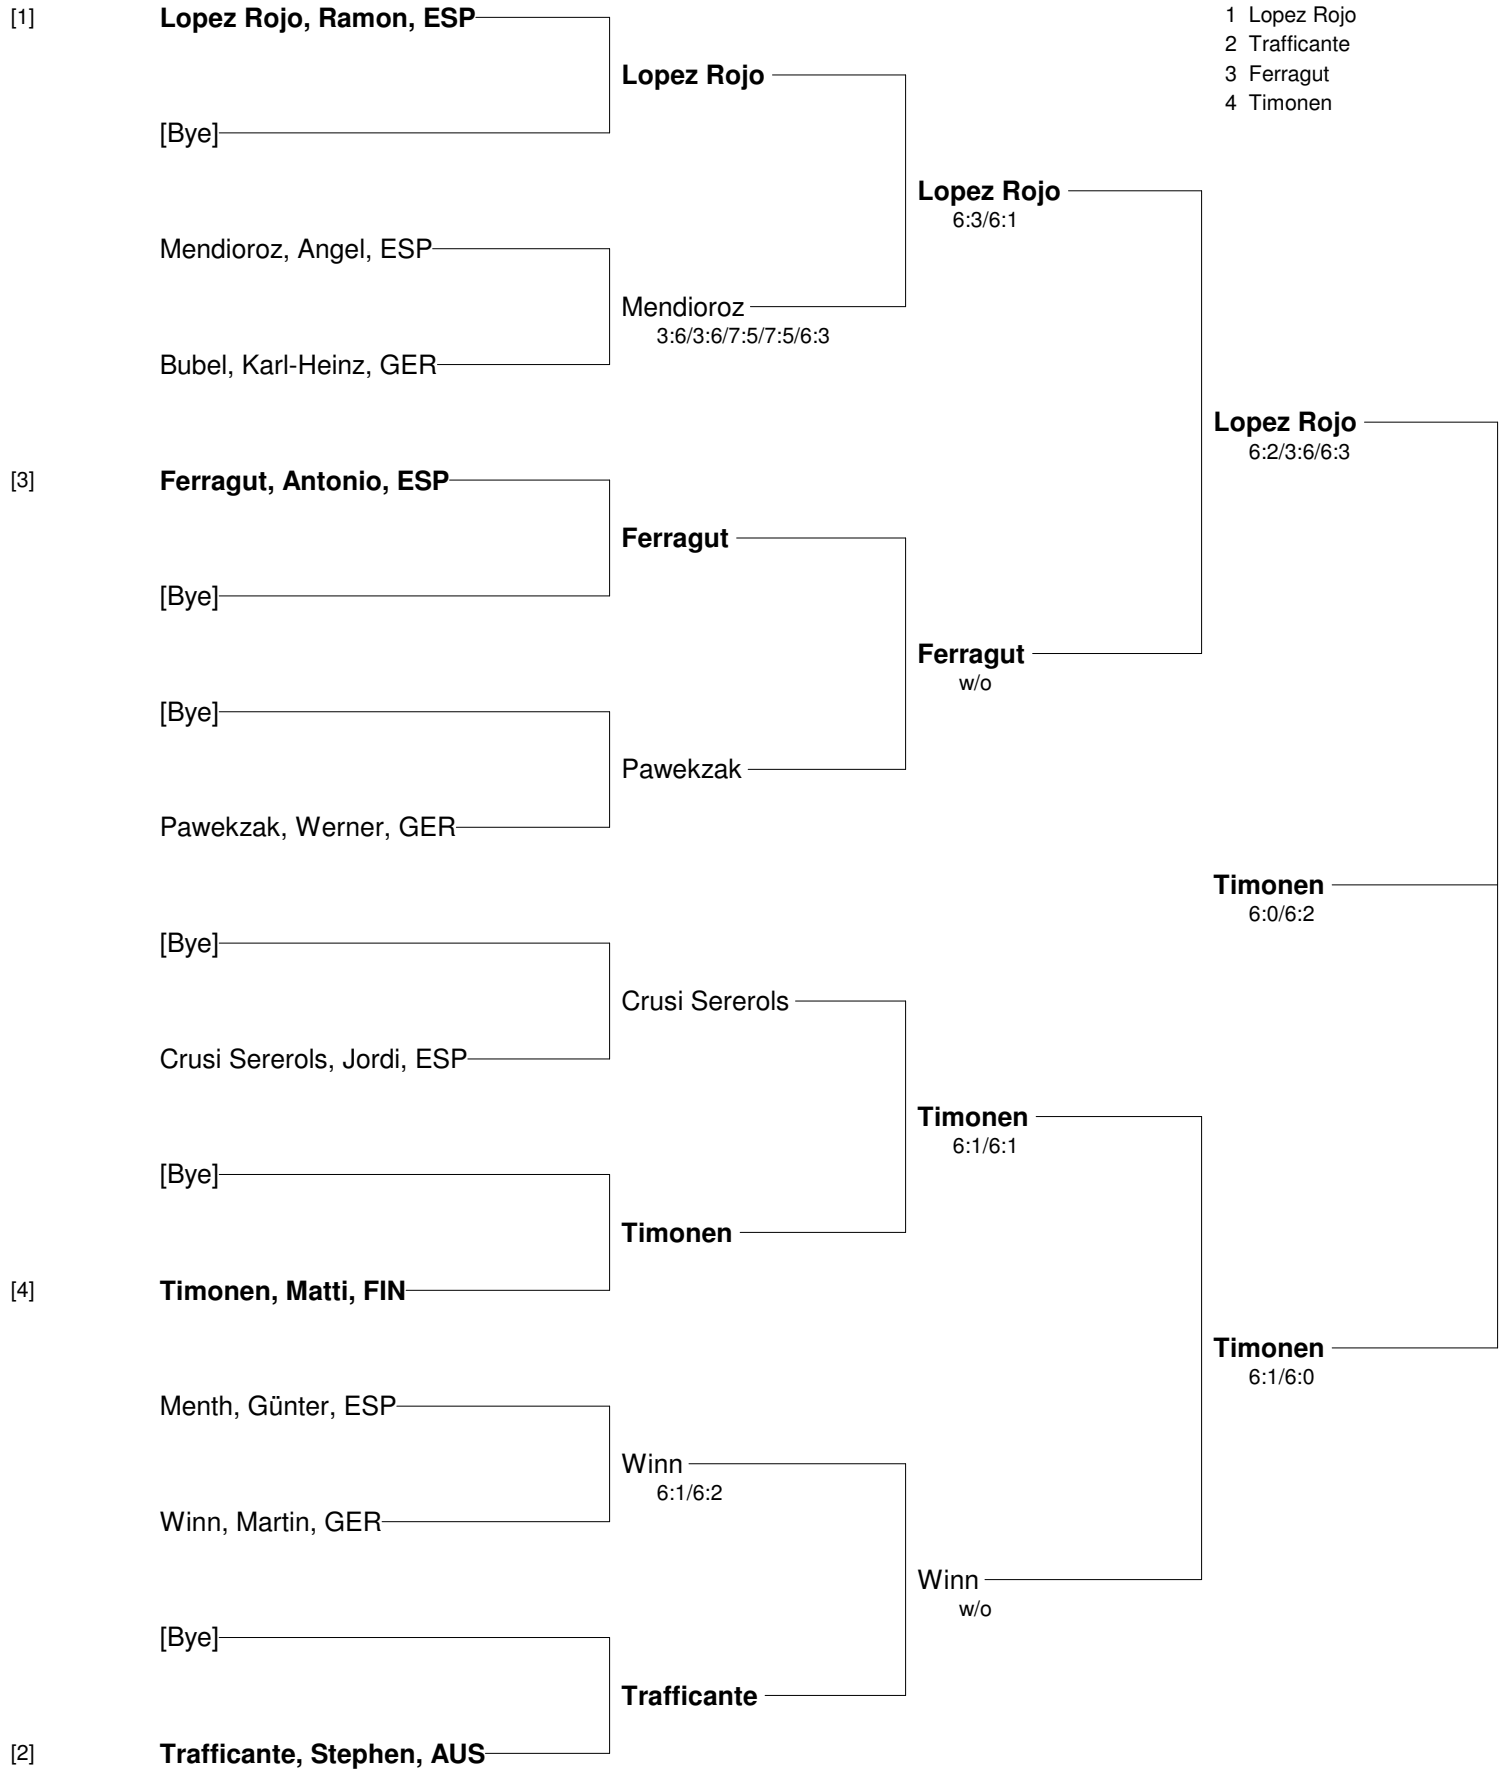 [1] Lopez Rojo, Ramon, ESP
1 Lopez Rojo
2 Trafficante
3 Ferragut
4 Timonen
Lopez Rojo
[Bye]
Lopez Rojo
6:3/6:1
Mendioroz, Angel, ESP
Mendioroz
3:6/3:6/7:5/7:5/6:3
Bubel, Karl-Heinz, GER
Lopez Rojo
6:2/3:6/6:3
[3] Ferragut, Antonio, ESP
Ferragut
[Bye]
Ferragut
w/o
[Bye]
Pawekzak
Pawekzak, Werner, GER
Timonen
6:0/6:2
[Bye]
Crusi Sererols
Crusi Sererols, Jordi, ESP
Timonen
6:1/6:1
[Bye]
Timonen
[4] Timonen, Matti, FIN
Timonen
6:1/6:0
Menth, Günter, ESP
Winn
6:1/6:2
Winn, Martin, GER
Winn
w/o
[Bye]
Trafficante
[2] Trafficante, Stephen, AUS